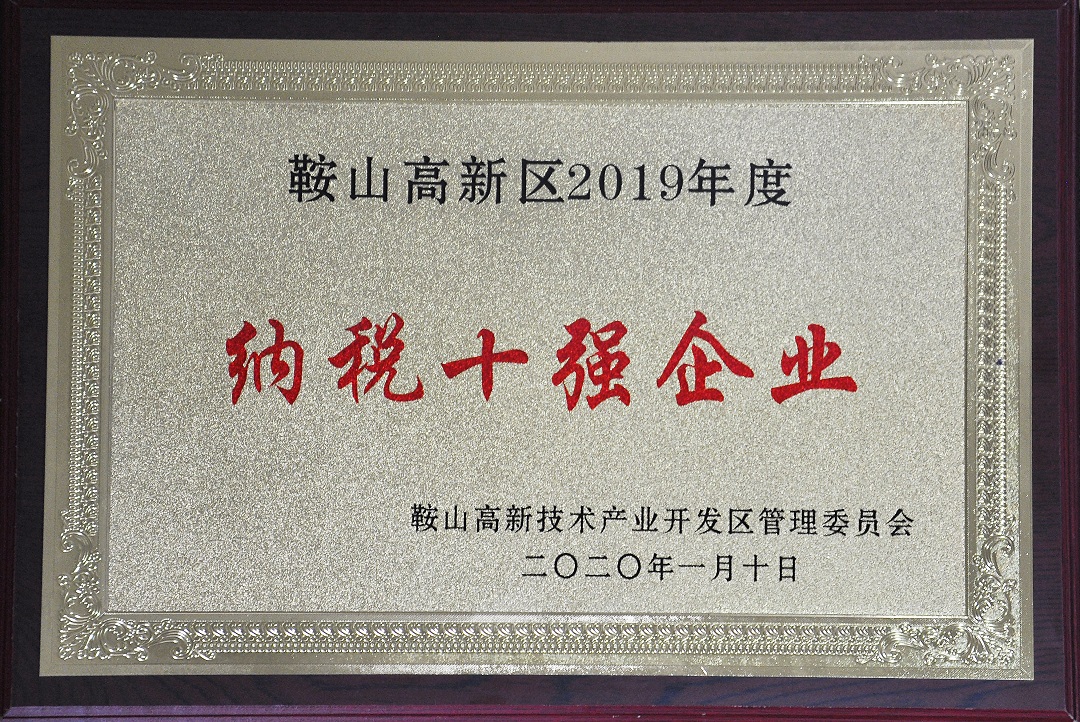 鞍山高新区2019年度
纳税十强企业
鞍山高新技术产业开发区管理委员会
二〇二〇年一月十日